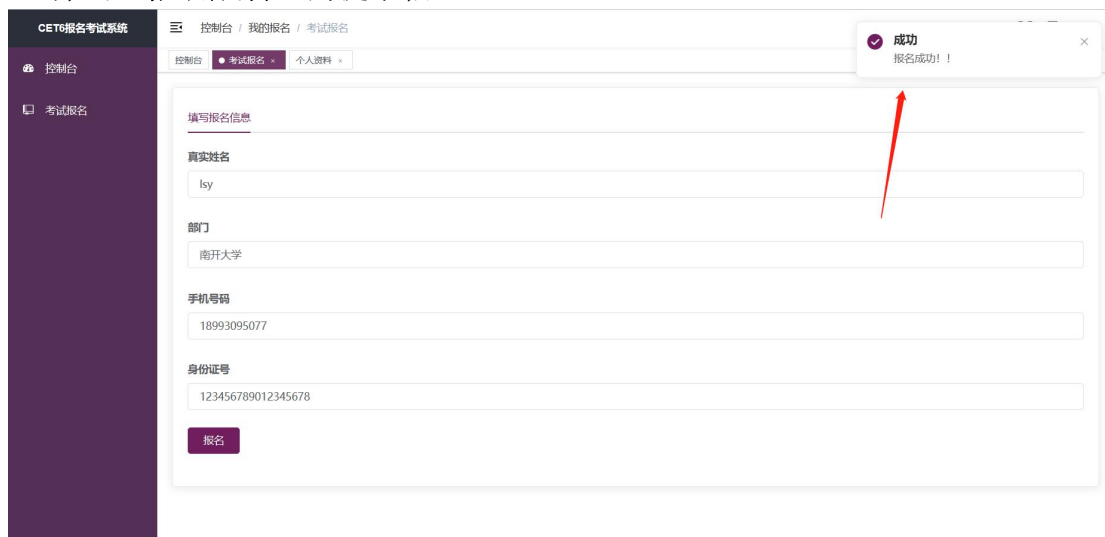 CET6报名考试系统
控制台 / 我的报名 / 考试报名
成功
报名成功！！
控制台
考试报名
控制台 ● 考试报名 × 个人资料 ×
填写报名信息
真实姓名
lsy
部门
南开大学
手机号码
18993095077
身份证号
123456789012345678
报名